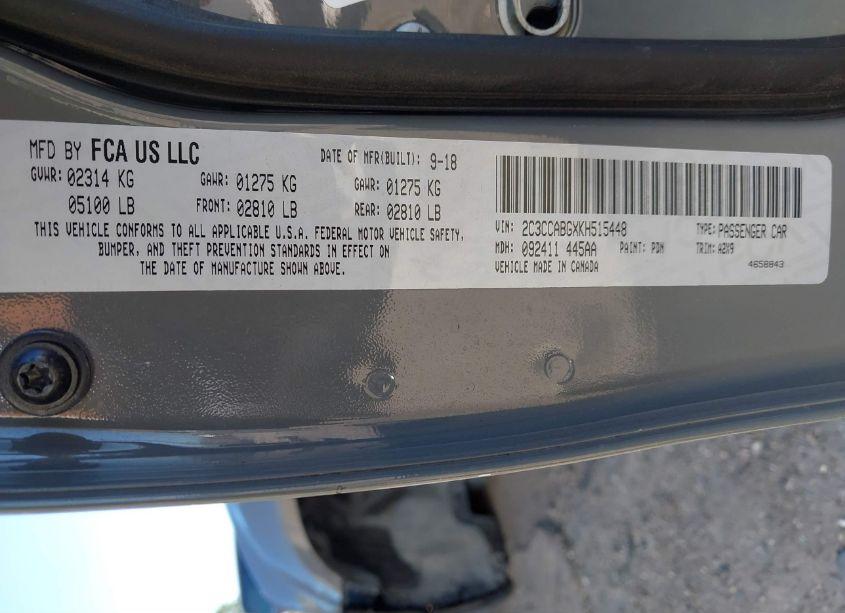 MFD BY FCA US LLC DATE OF MFR(BUILT): 9-18
GVWR: 02314 KG GAWR: 01275 KG GAWR: 01275 KG
05100 LB FRONT: 02810 LB REAR: 02810 LB
THIS VEHICLE CONFORMS TO ALL APPLICABLE U.S.A. FEDERAL MOTOR VEHICLE SAFETY,
BUMPER, AND THEFT PREVENTION STANDARDS IN EFFECT ON
THE DATE OF MANUFACTURE SHOWN ABOVE.
VIN: 2C3CCABGXKH515448 TYPE: PASSENGER CAR
MDH: 092411 445AA PAINT: PDN TRIM: A2X9
VEHICLE MADE IN CANADA 4658843